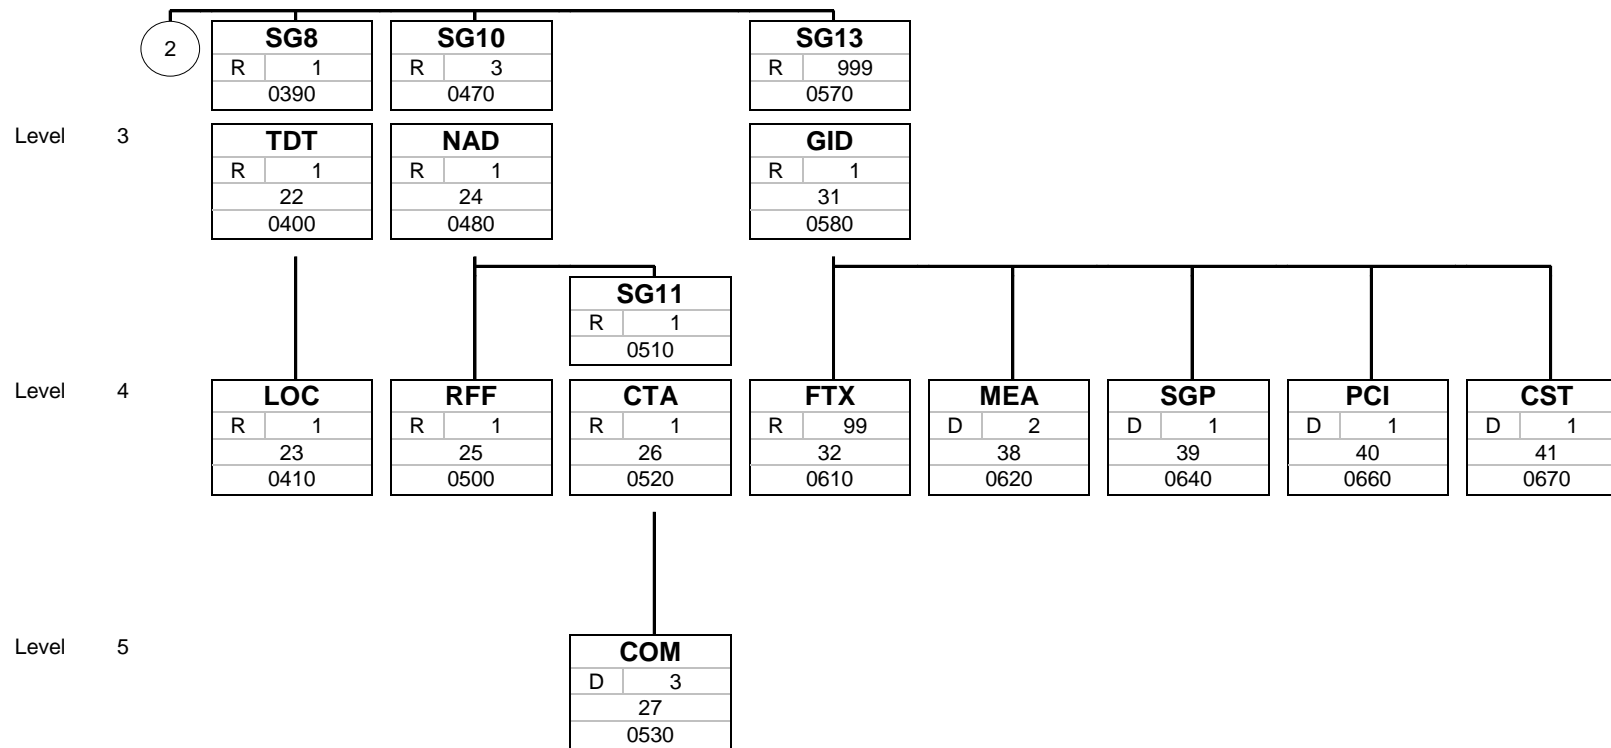 2
SG8 SG10 SG13
R 1 R 3 R 999
0390 0470 0570
Level 3 TDT NAD GID
R 1 R 1 R 1
22 24 31
0400 0480 0580
SG11
R 1
0510
Level 4 LOC RFF CTA FTX MEA SGP PCI CST
R 1 R 1 R 1 R 99 D 2 D 1 D 1 D 1
23 25 26 32 38 39 40 41
0410 0500 0520 0610 0620 0640 0660 0670
Level 5 COM
D 3
27
0530